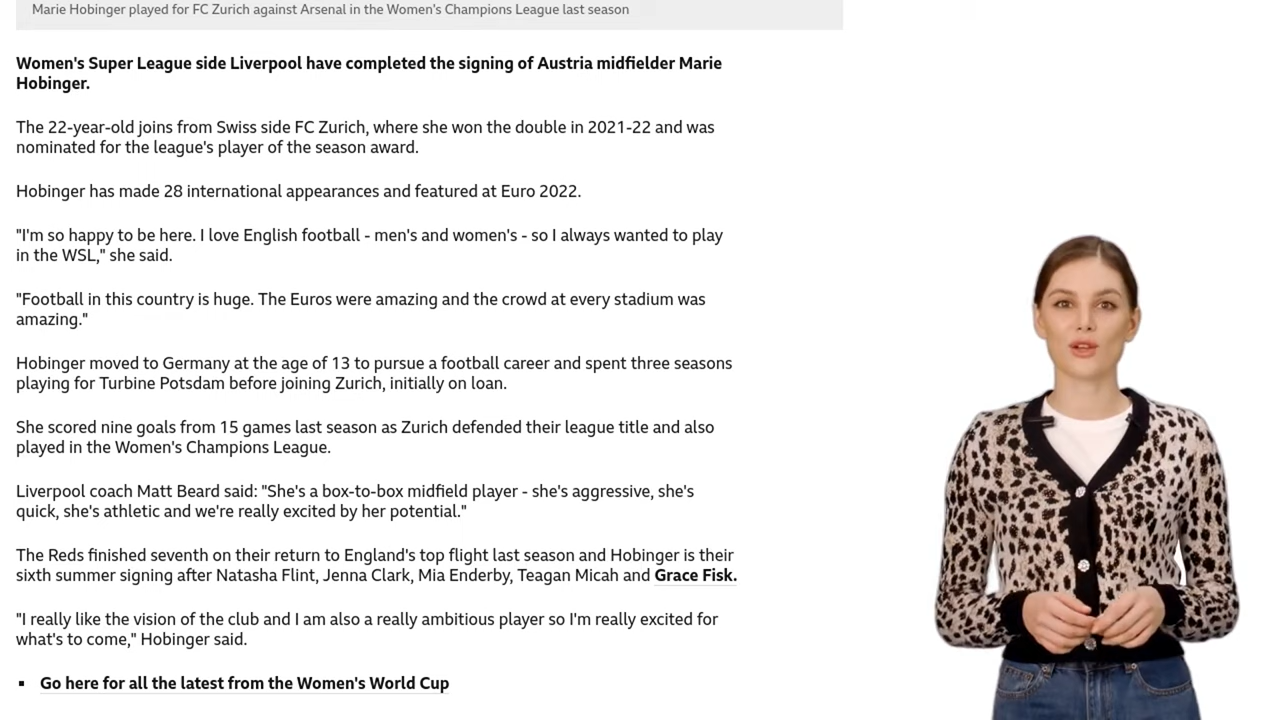 Marie Hobinger played for FC Zurich against Arsenal in the Women's Champions League last season
Women's Super League side Liverpool have completed the signing of Austria midfielder Marie
Hobinger.
The 22-year-old joins from Swiss side FC Zurich, where she won the double in 2021-22 and was
nominated for the league's player of the season award.
Hobinger has made 28 international appearances and featured at Euro 2022.
"I'm so happy to be here. I love English football - men's and women's - so I always wanted to play
in the WSL," she said.
"Football in this country is huge. The Euros were amazing and the crowd at every stadium was
amazing."
Hobinger moved to Germany at the age of 13 to pursue a football career and spent three seasons
playing for Turbine Potsdam before joining Zurich, initially on loan.
She scored nine goals from 15 games last season as Zurich defended their league title and also
played in the Women's Champions League.
Liverpool coach Matt Beard said: "She's a box-to-box midfield player - she's aggressive, she's
quick, she's athletic and we're really excited by her potential."
The Reds finished seventh on their return to England's top flight last season and Hobinger is their
sixth summer signing after Natasha Flint, Jenna Clark, Mia Enderby, Teagan Micah and Grace Fisk.
"I really like the vision of the club and I am also a really ambitious player so I'm really excited for
what's to come," Hobinger said.
▪ Go here for all the latest from the Women's World Cup